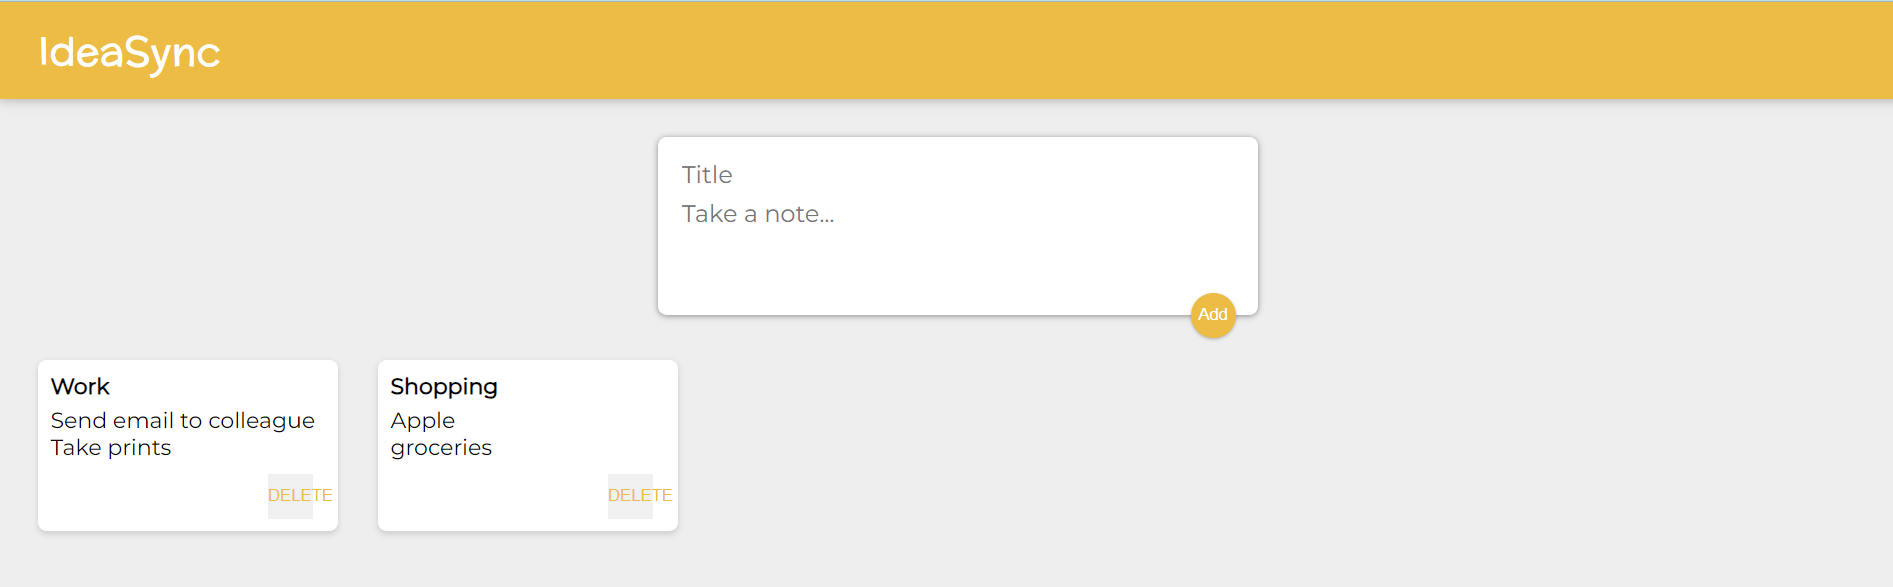 IdeaSync
Title
Take a note...
Add
Work
Send email to colleague
Take prints
DELETE
Shopping
Apple
groceries
DELETE